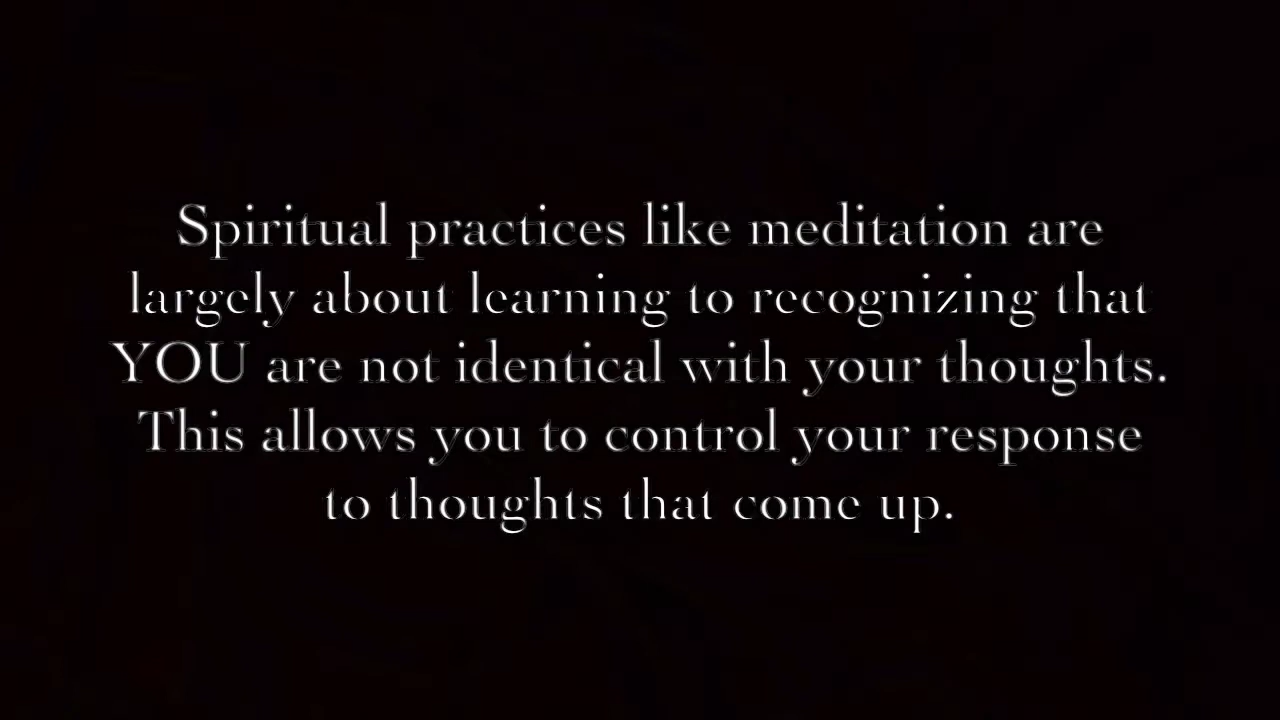 Spiritual practices like meditation are
largely about learning to recognizing that
YOU are not identical with your thoughts.
This allows you to control your response
to thoughts that come up.